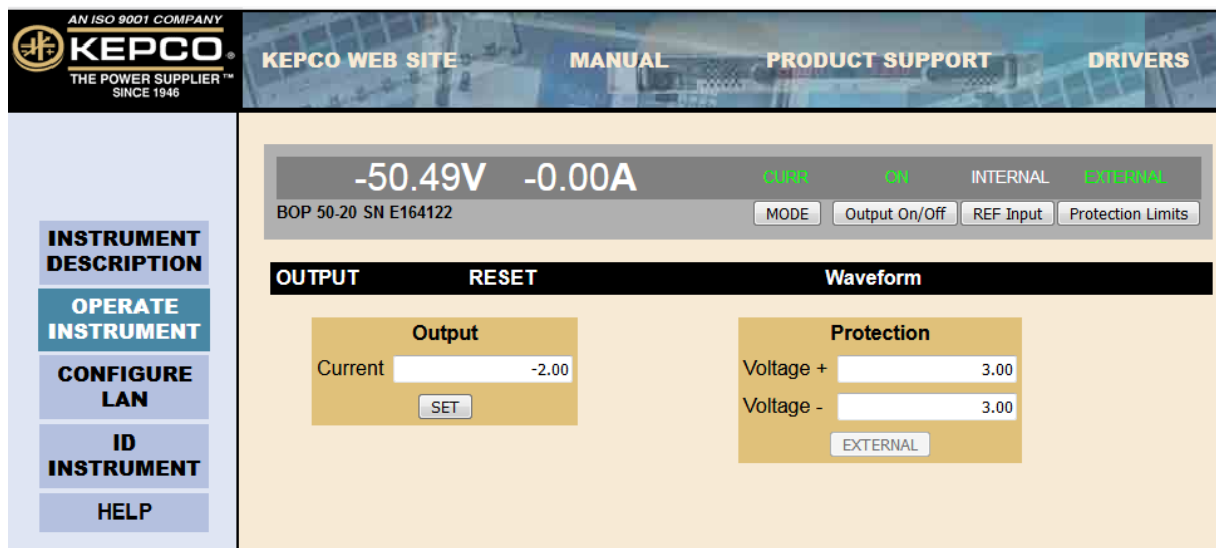 AN ISO 9001 COMPANY
KEPCO®
THE POWER SUPPLIER™
SINCE 1946
KEPCO WEB SITE MANUAL PRODUCT SUPPORT DRIVERS
-50.49V -0.00A CURR ON INTERNAL EXTERNAL
BOP 50-20 SN E164122 MODE Output On/Off REF Input Protection Limits
INSTRUMENT
DESCRIPTION
OPERATE
INSTRUMENT
CONFIGURE
LAN
ID
INSTRUMENT
HELP
OUTPUT RESET Waveform
Output
Current -2.00
SET
Protection
Voltage + 3.00
Voltage - 3.00
EXTERNAL